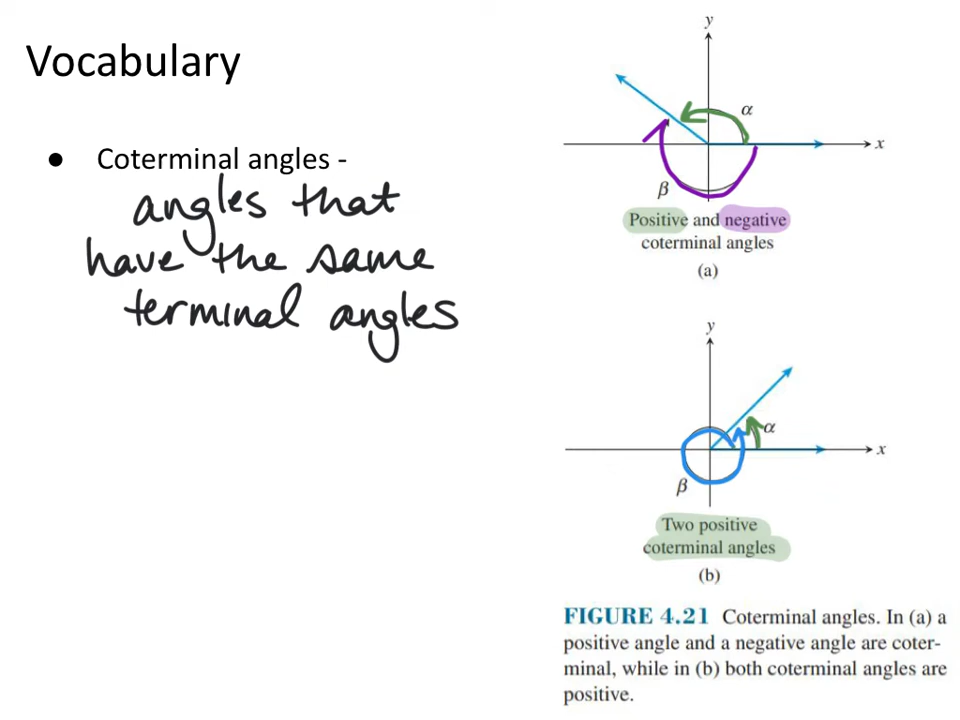 Vocabulary
● Coterminal angles -
angles that
have the same
terminal angles
y
α
x
β
Positive and negative
coterminal angles
(a)
y
α
x
β
Two positive
coterminal angles
(b)
FIGURE 4.21 Coterminal angles. In (a) a
positive angle and a negative angle are coter-
minal, while in (b) both coterminal angles are
positive.